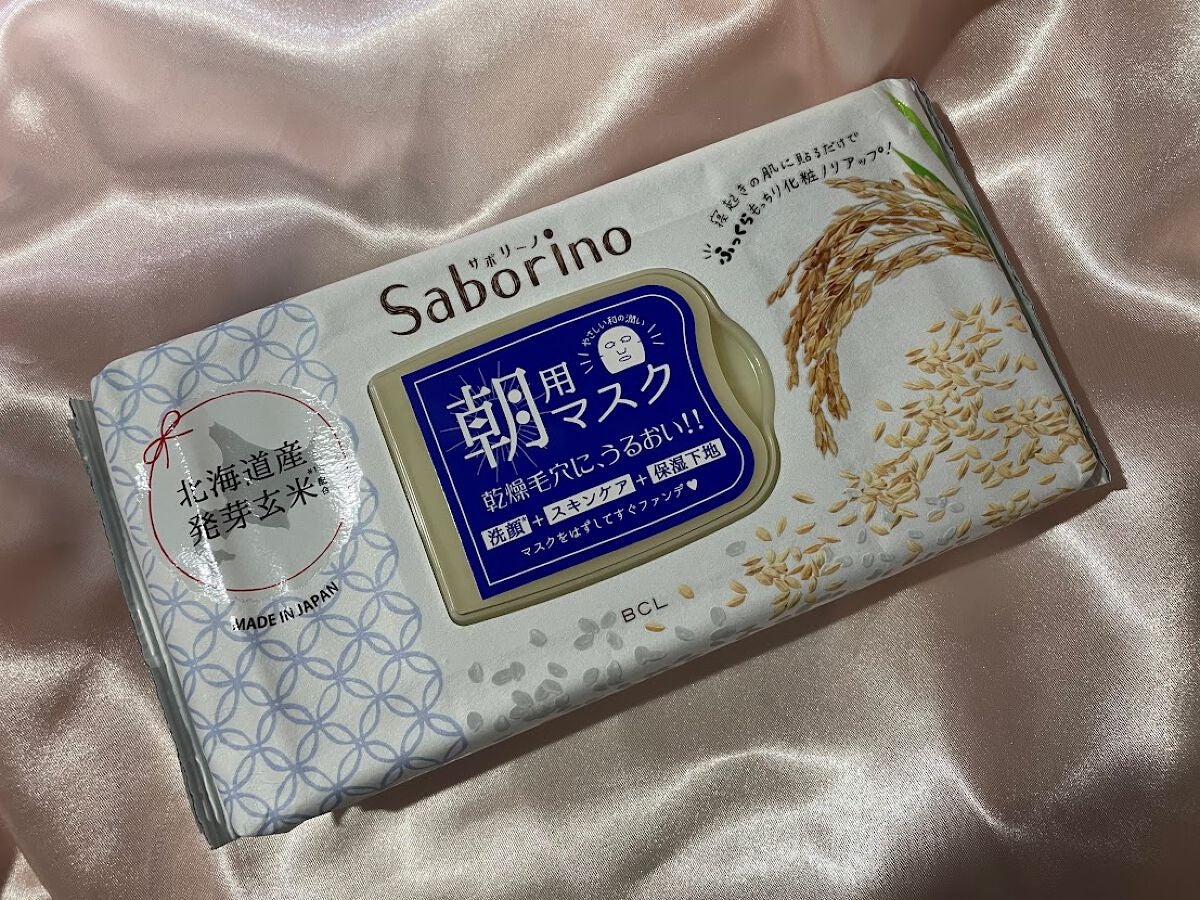 寝起きの肌に貼るだけで
ふっくらもっちり化粧ノリアップ!
サボリーノ
Saborino
やさしい和の潤い
朝用マスク
乾燥毛穴に、うるおい!!
洗顔*+スキンケア+保湿下地
マスクをはずしてすぐファンデ♥
北海道産
発芽玄米
配合
MADE IN JAPAN
BCL